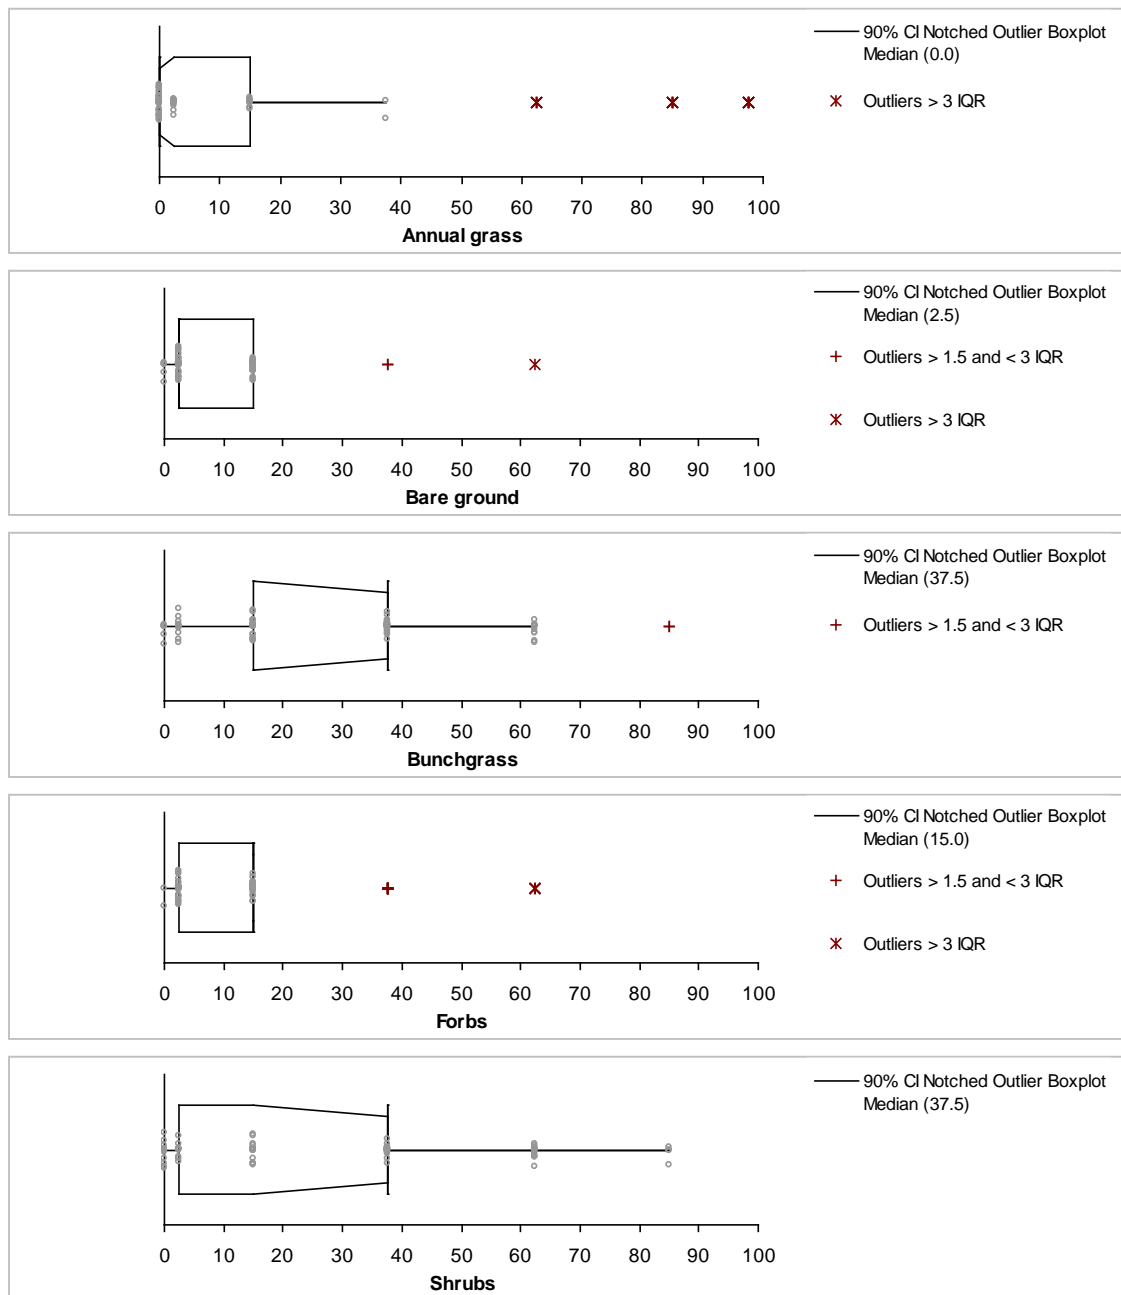 90% CI Notched Outlier Boxplot
Median (0.0)
Outliers > 3 IQR
0 10 20 30 40 50 60 70 80 90 100
Annual grass
90% CI Notched Outlier Boxplot
Median (2.5)
Outliers > 1.5 and < 3 IQR
Outliers > 3 IQR
0 10 20 30 40 50 60 70 80 90 100
Bare ground
90% CI Notched Outlier Boxplot
Median (37.5)
Outliers > 1.5 and < 3 IQR
0 10 20 30 40 50 60 70 80 90 100
Bunchgrass
90% CI Notched Outlier Boxplot
Median (15.0)
Outliers > 1.5 and < 3 IQR
Outliers > 3 IQR
0 10 20 30 40 50 60 70 80 90 100
Forbs
90% CI Notched Outlier Boxplot
Median (37.5)
0 10 20 30 40 50 60 70 80 90 100
Shrubs